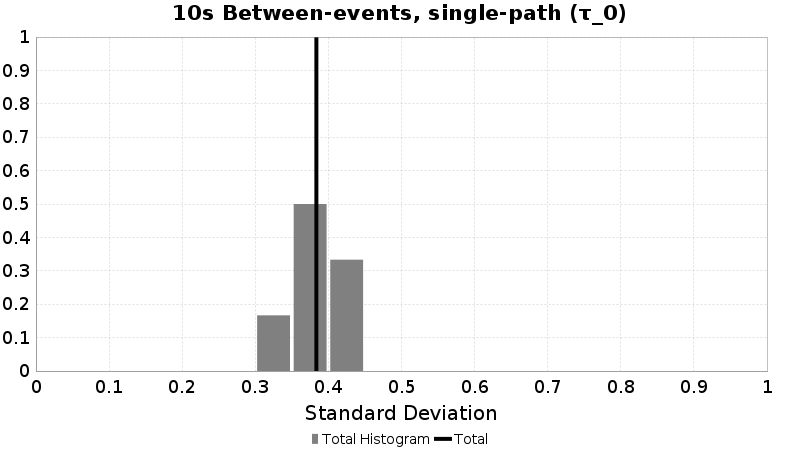 10s Between-events, single-path (τ_0)
1
0.9
0.8
0.7
0.6
0.5
0.4
0.3
0.2
0.1
0
0 0.1 0.2 0.3 0.4 0.5 0.6 0.7 0.8 0.9 1
Standard Deviation
Total Histogram Total